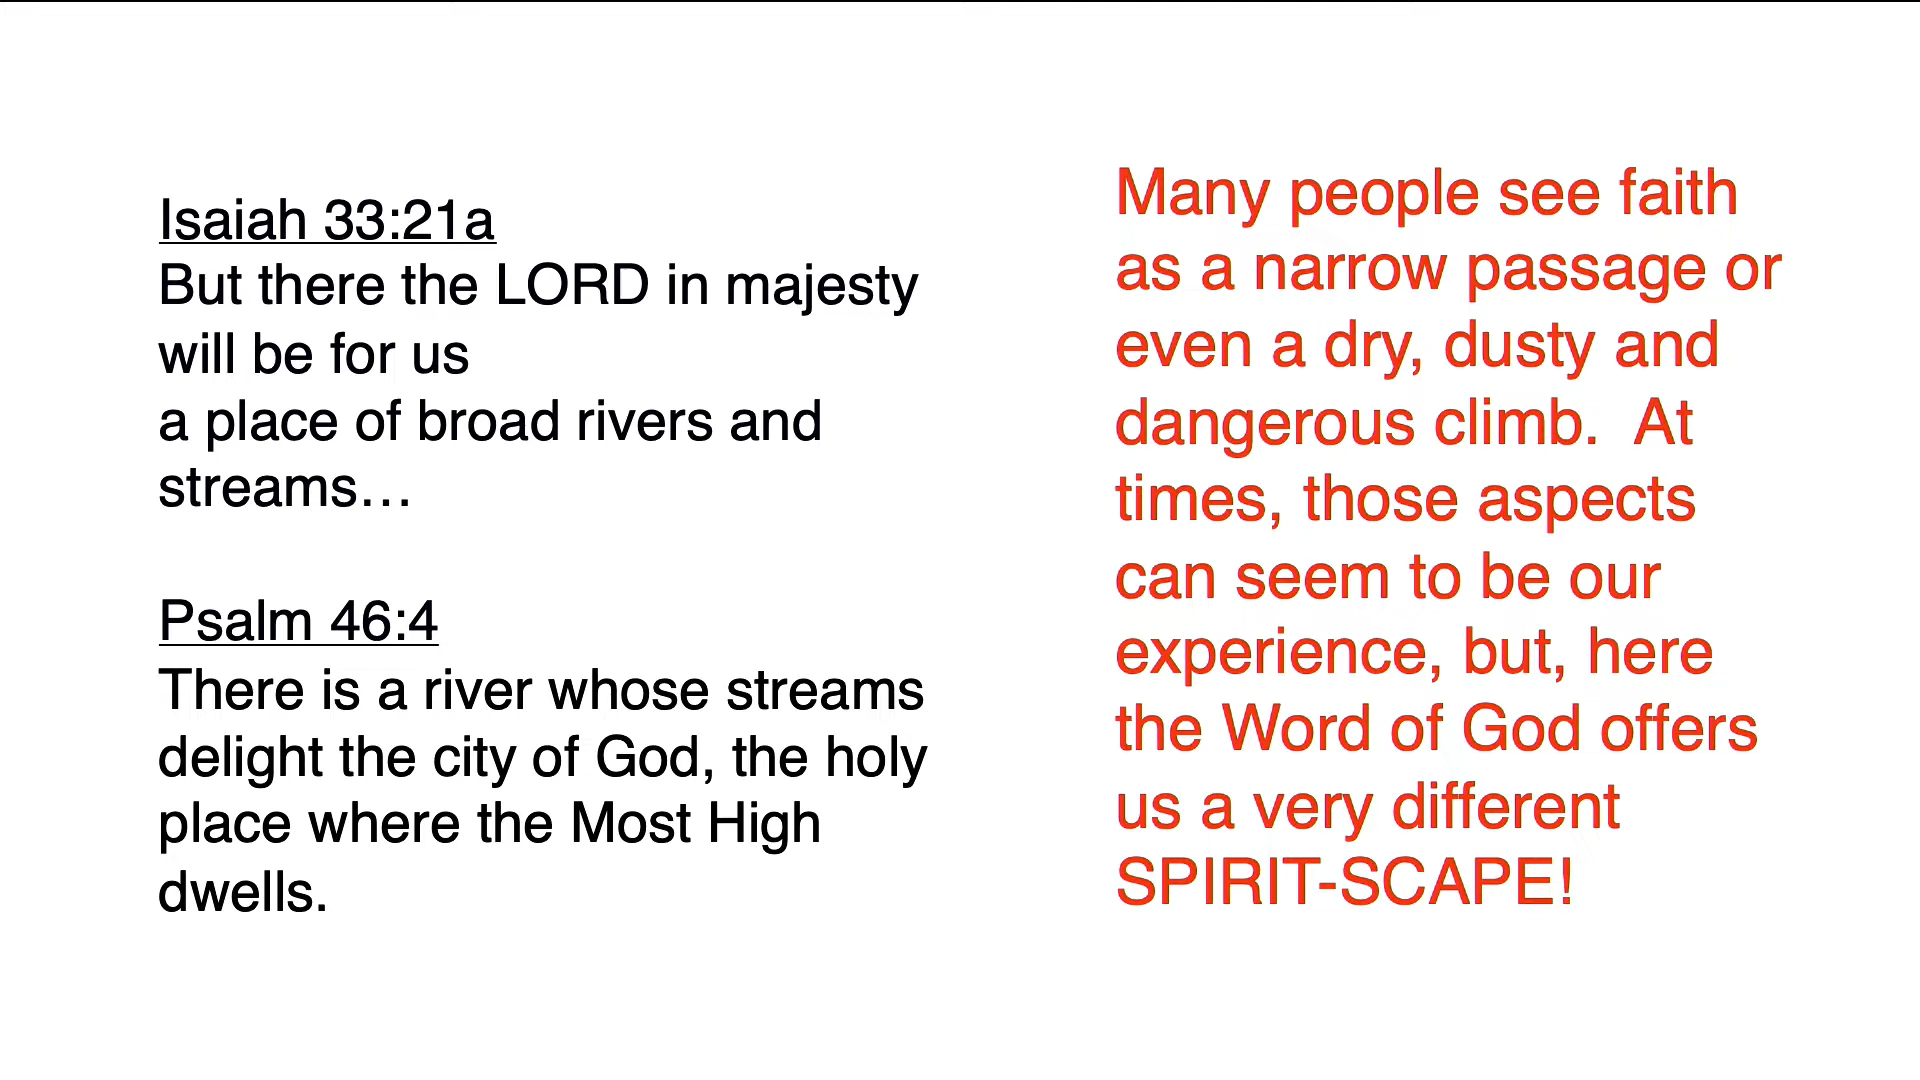 Isaiah 33:21a
But there the LORD in majesty
will be for us
a place of broad rivers and
streams…
Psalm 46:4
There is a river whose streams
delight the city of God, the holy
place where the Most High
dwells.
Many people see faith
as a narrow passage or
even a dry, dusty and
dangerous climb.  At
times, those aspects
can seem to be our
experience, but, here
the Word of God offers
us a very different
SPIRIT-SCAPE!